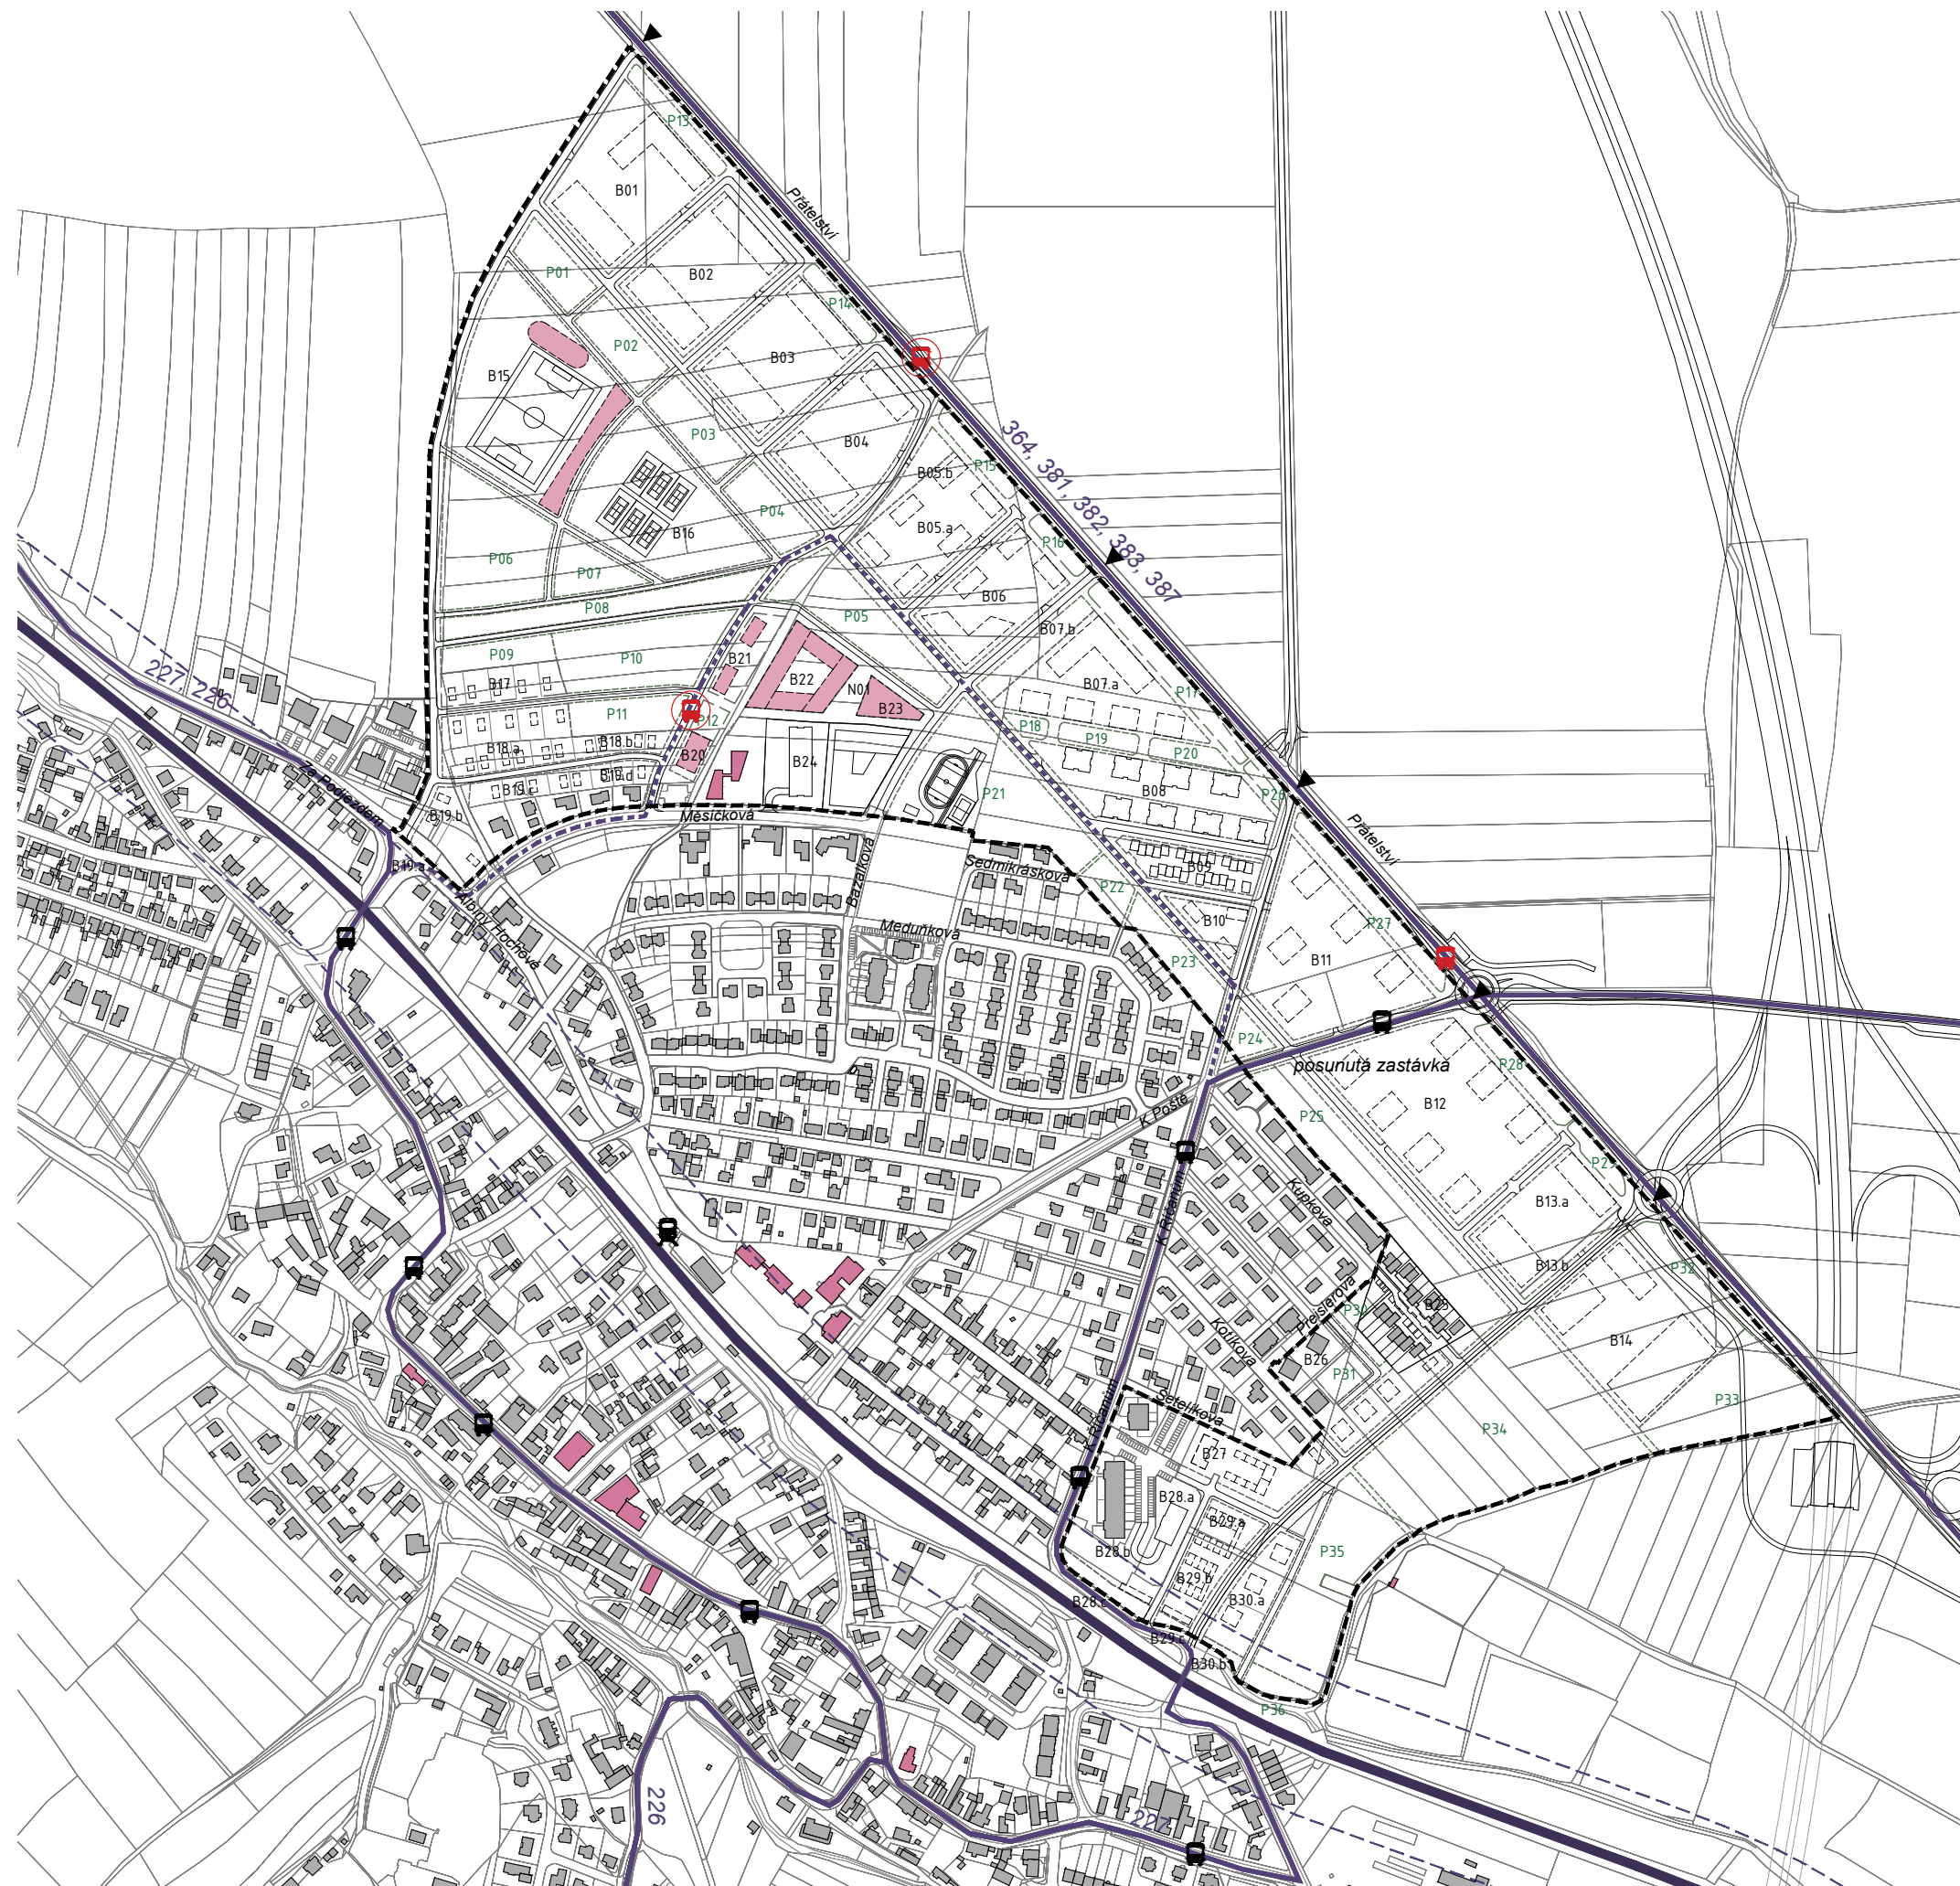 P13
B01
Přátelství
P01
B02
P14
P02
B03
B15
P03
B04
364, 381, 382, 383, 387
B05.b
P15
P04
B05.a
B16
P16
P06
P07
B06
P08
P05
B07.b
P09
P10
B21
227, 226
B17
B22
N01
B07.a
P17
B23
P11
P12
P18
P19
P20
B18.a
B18.b
B20
B24
Za Podjezdem
B19.d
B19.c
B08
P21
P26
B19.b
Měsíčková
Přátelství
B19.a
Bazalková
Sedmikrásková
B09
P22
Albíny Hochové
Meduňková
B10
P27
P23
B11
P24
posunutá zastávka
P28
K Poště
P25
B12
P29
K Říčanům
Kupkova
B13.a
B13.b
P32
Preislerova
P30
B25
Kotíkova
B26
P31
B14
K Říčanům
Šetelíkova
P33
P34
B27
B28.a
B29.a
B28.b
P35
B29.b
B28.c
B30.a
B29.c
B30.b
P36
226
227